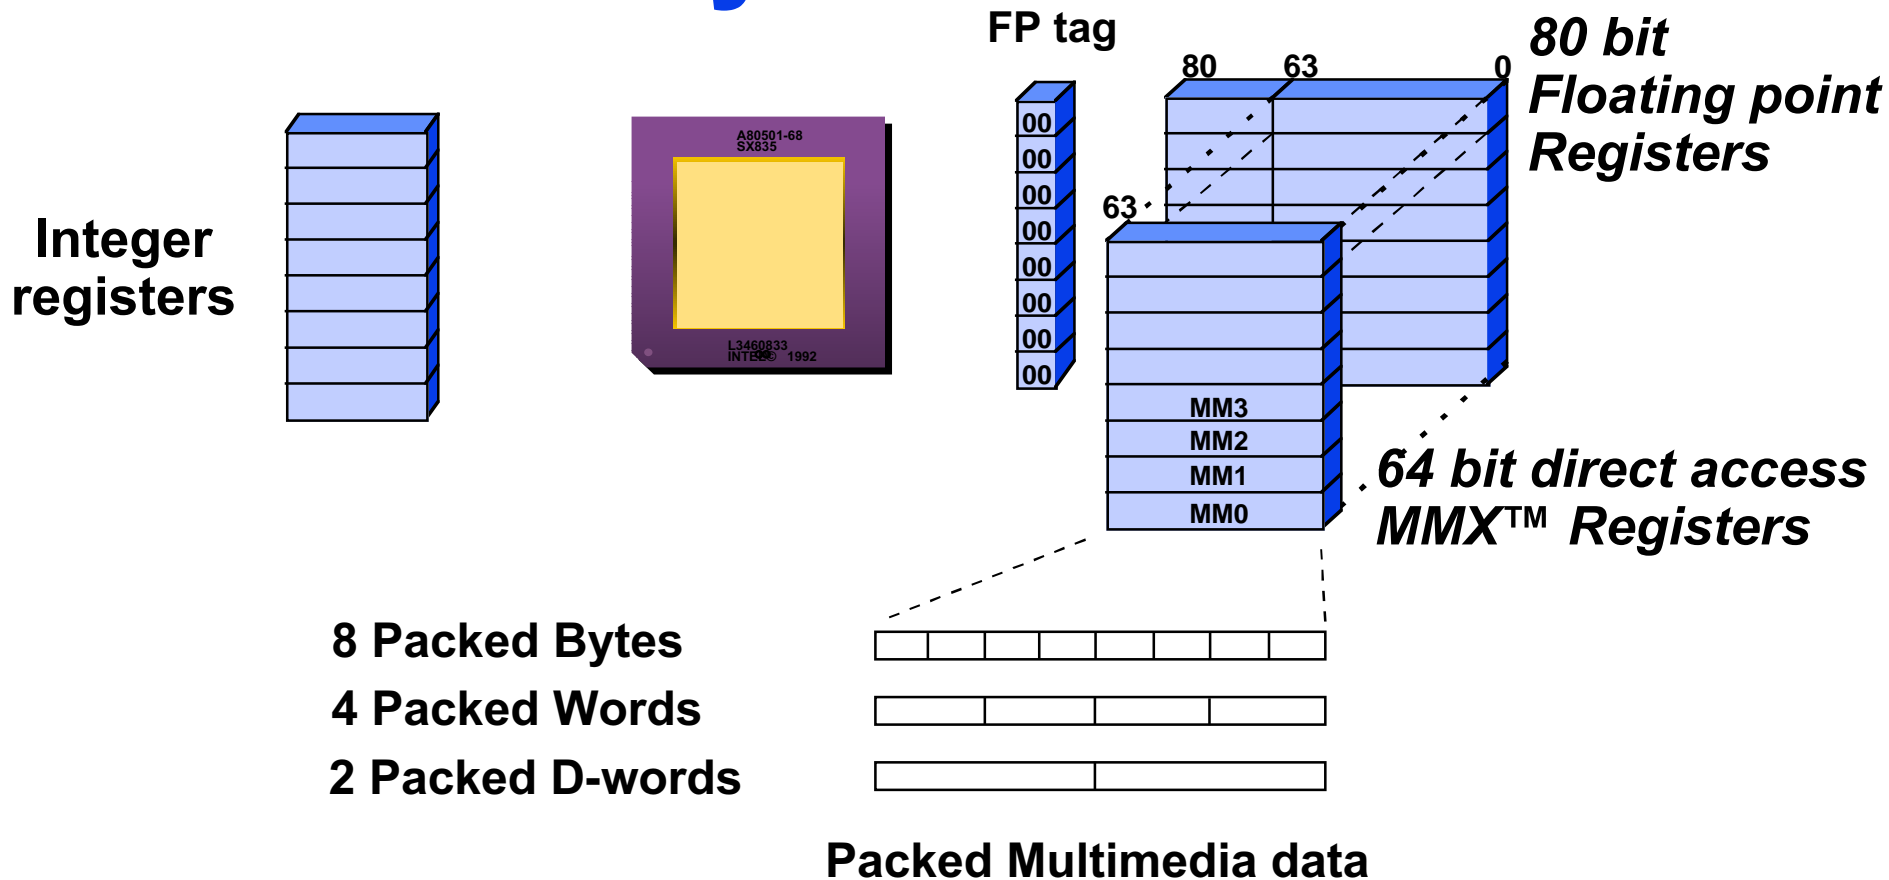 FP tag
80 63 0
80 bit
Floating point
Registers
Integer
registers
A80501-68
SX835
L3460833
1992
00
00
00
00
00
00
00
00
63
MM3
MM2
MM1
MM0
64 bit direct access
MMX™ Registers
8 Packed Bytes
4 Packed Words
2 Packed D-words
Packed Multimedia data